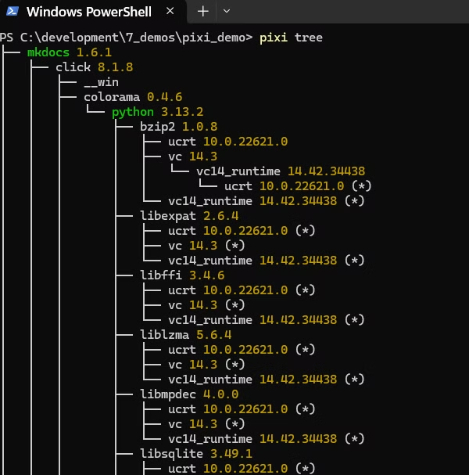 Windows PowerShell
PS C:\development\7_demos\pixi_demo> pixi tree
├── mkdocs 1.6.1
│   ├── click 8.1.8
│   │   ├── __win
│   │   ├── colorama 0.4.6
│   │   │   └── python 3.13.2
│   │   │       ├── bzip2 1.0.8
│   │   │       │   ├── ucrt 10.0.22621.0
│   │   │       │   ├── vc 14.3
│   │   │       │   │   └── vc14_runtime 14.42.34438
│   │   │       │   │       └── ucrt 10.0.22621.0 (*)
│   │   │       │   └── vc14_runtime 14.42.34438 (*)
│   │   │       ├── libexpat 2.6.4
│   │   │       │   ├── ucrt 10.0.22621.0 (*)
│   │   │       │   ├── vc 14.3 (*)
│   │   │       │   └── vc14_runtime 14.42.34438 (*)
│   │   │       ├── libffi 3.4.6
│   │   │       │   ├── ucrt 10.0.22621.0 (*)
│   │   │       │   ├── vc 14.3 (*)
│   │   │       │   └── vc14_runtime 14.42.34438 (*)
│   │   │       ├── liblzma 5.6.4
│   │   │       │   ├── ucrt 10.0.22621.0 (*)
│   │   │       │   ├── vc 14.3 (*)
│   │   │       │   └── vc14_runtime 14.42.34438 (*)
│   │   │       ├── libmpdec 4.0.0
│   │   │       │   ├── ucrt 10.0.22621.0 (*)
│   │   │       │   ├── vc 14.3 (*)
│   │   │       │   └── vc14_runtime 14.42.34438 (*)
│   │   │       ├── libsqlite 3.49.1
│   │   │       │   ├── ucrt 10.0.22621.0 (*)